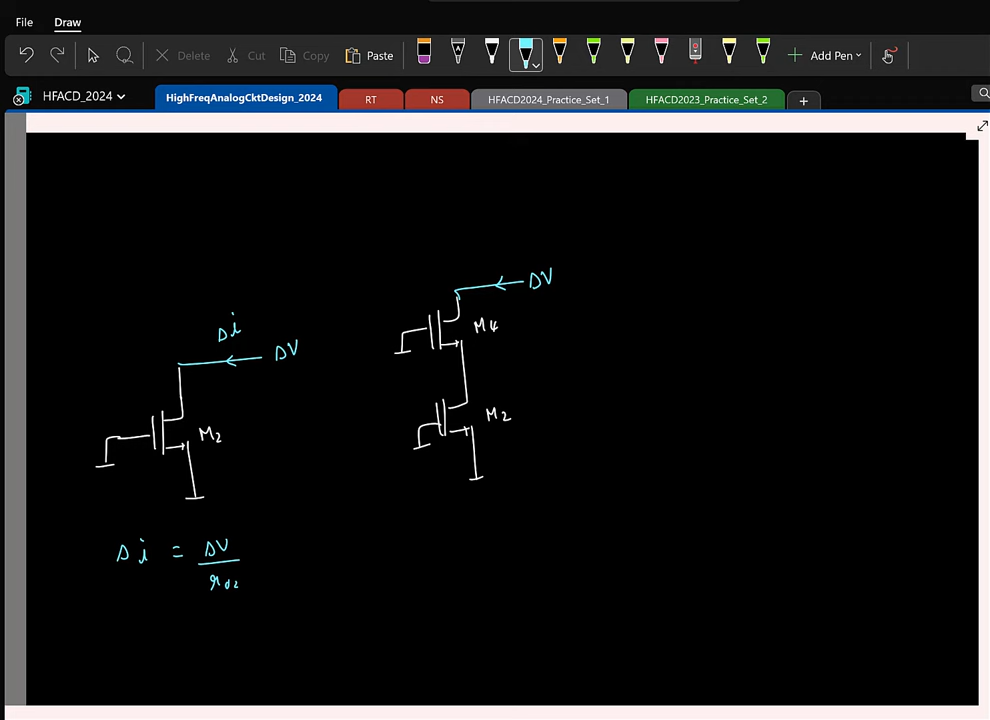 File Draw
Delete Cut Copy Paste Add Pen
HFACD_2024 HighFreqAnalogCktDesign_2024 RT NS HFACD2024_Practice_Set_1 HFACD2023_Practice_Set_2 +
ΔV
M4
Δi
ΔV
M2
M2
Δi = ΔV
r02